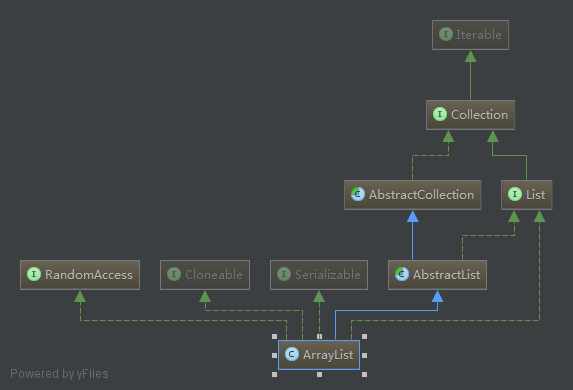 I Iterable
I Collection
C AbstractCollection
I List
I RandomAccess
I Cloneable
I Serializable
C AbstractList
C ArrayList
Powered by yFiles